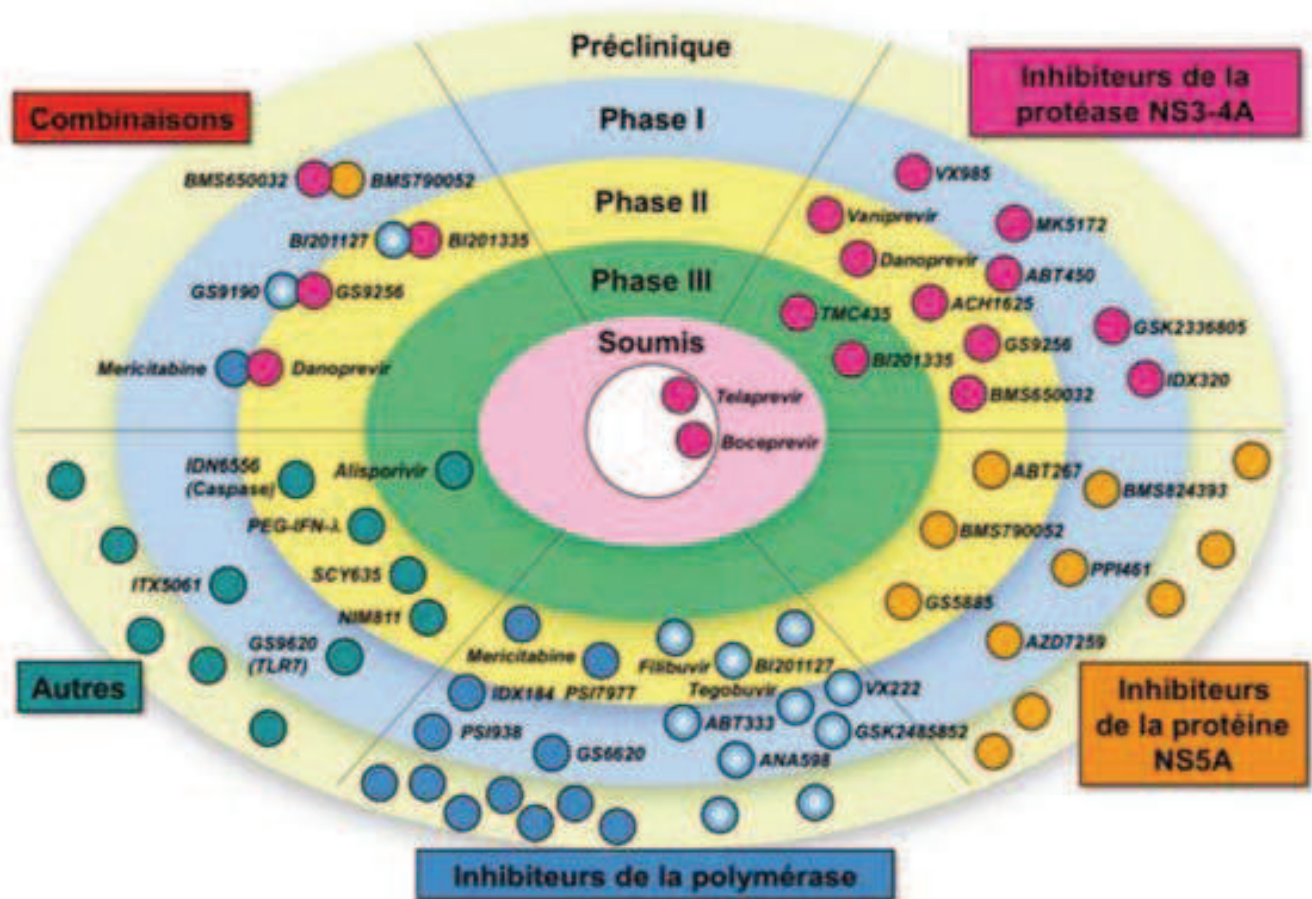 Préclinique
Phase I
Phase II
Phase III
Soumis
Combinaisons
BMS650032
BMS790052
BI201127
BI201335
GS9190
GS9256
Mericitabine
Danoprevir
Inhibiteurs de la
protéase NS3-4A
VX985
Vaniprevir
MK5172
Danoprevir
ABT450
ACH1625
TMC435
GSK2336805
GS9256
BI201335
IDX320
BMS650032
Telaprevir
Boceprevir
IDN6556
(Caspase)
Alisporivir
PEG-IFN-λ
SCY635
ITX5061
NIM811
GS9620
(TLR7)
Autres
ABT267
BMS824393
BMS790052
PPI461
GS5885
AZD7259
Inhibiteurs
de la protéine
NS5A
Mericitabine
PSI7977
IDX184
PSI938
GS6620
Filibuvir
BI201127
Tegobuvir
VX222
ABT333
GSK2485852
ANA598
Inhibiteurs de la polymérase